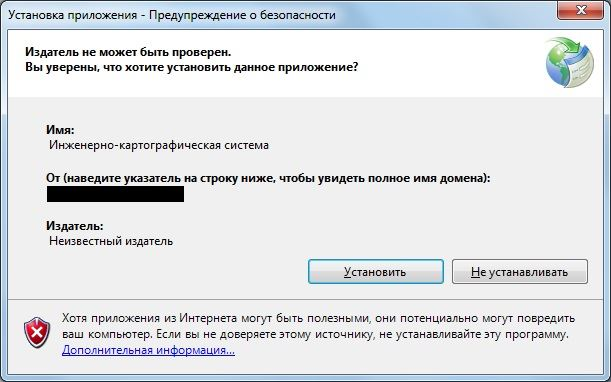 Установка приложения - Предупреждение о безопасности
Издатель не может быть проверен.
Вы уверены, что хотите установить данное приложение?
Имя:
Инженерно-картографическая система
От (наведите указатель на строку ниже, чтобы увидеть полное имя домена):
Издатель:
Неизвестный издатель
Установить
Не устанавливать
Хотя приложения из Интернета могут быть полезными, они потенциально могут повредить
ваш компьютер. Если вы не доверяете этому источнику, не устанавливайте эту программу.
Дополнительная информация...